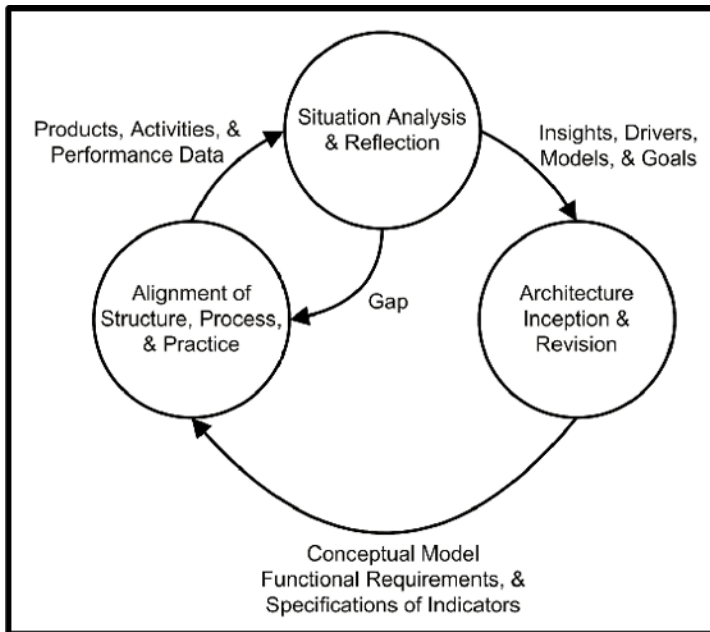 Situation Analysis
& Reflection
Products, Activities, &
Performance Data
Insights, Drivers,
Models, & Goals
Alignment of
Structure, Process,
& Practice
Gap
Architecture
Inception &
Revision
Conceptual Model
Functional Requirements, &
Specifications of Indicators